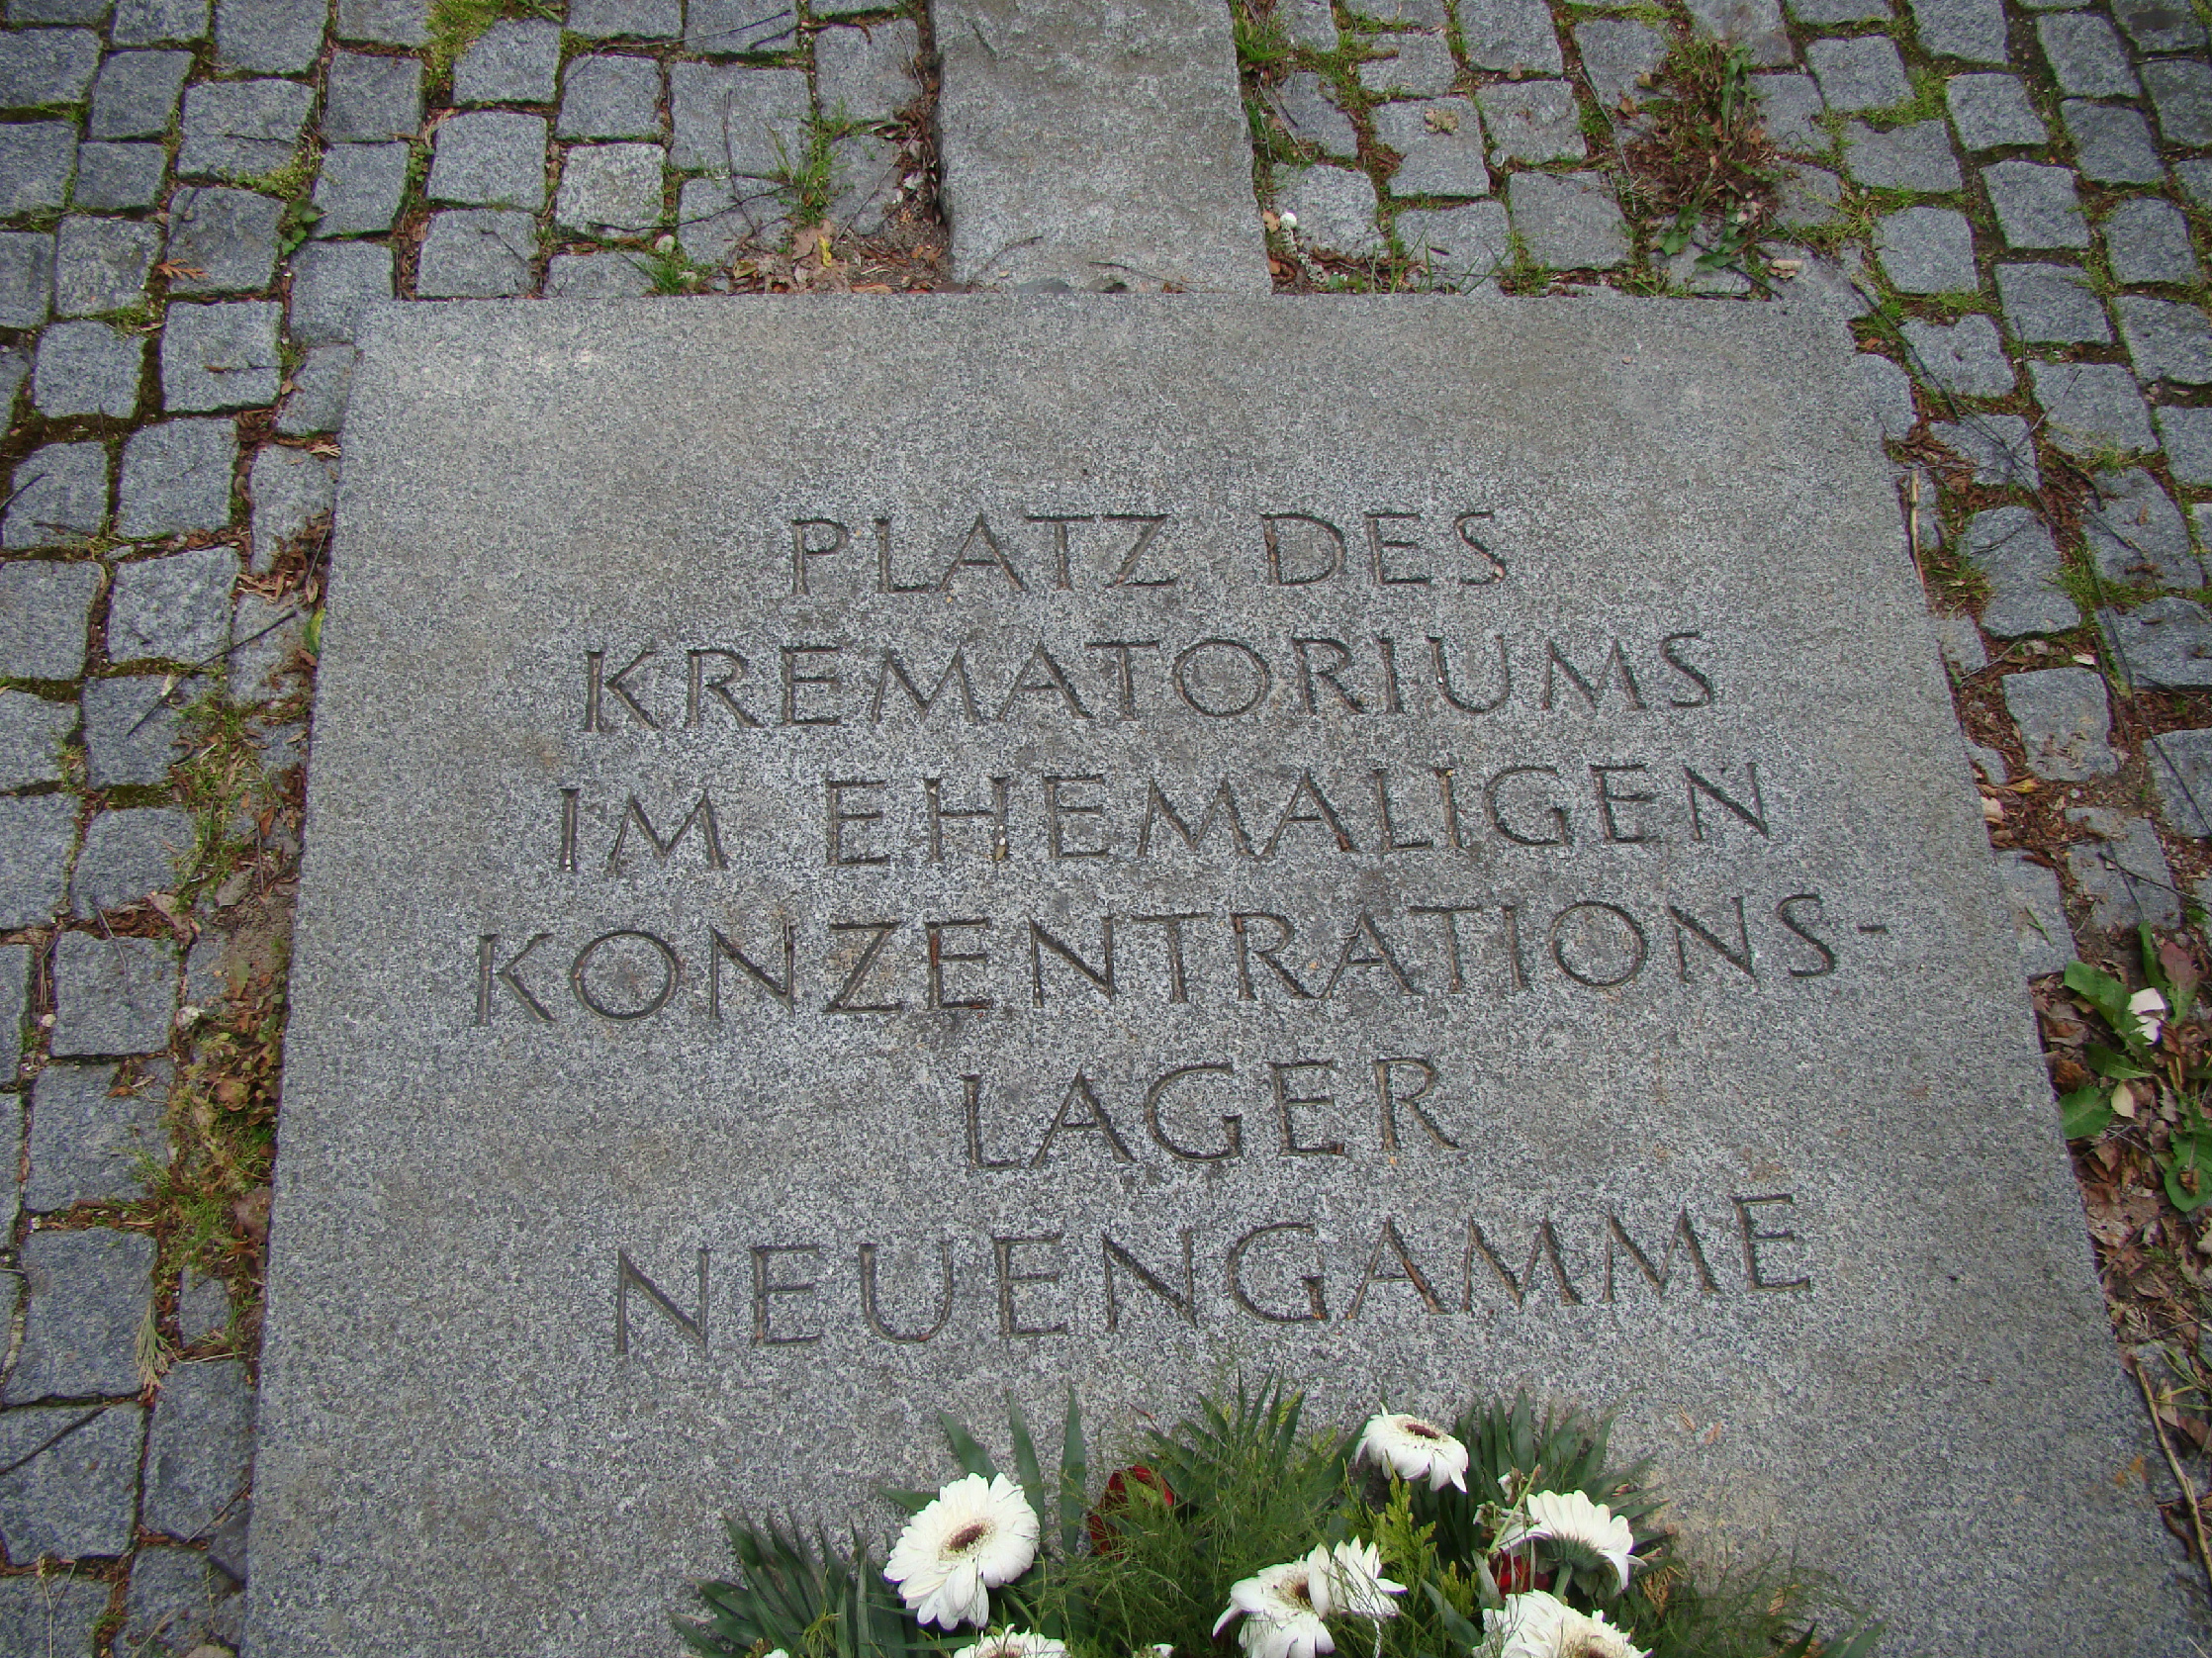 PLATZ DES
KREMATORIUMS
IM EHEMALIGEN
KONZENTRATIONS-
LAGER
NEUENGAMME